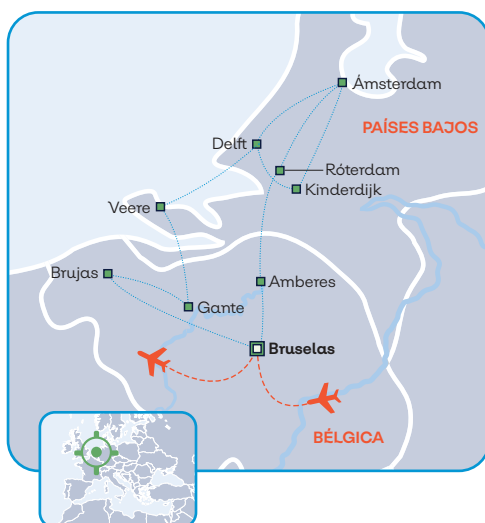 Ámsterdam
PAÍSES BAJOS
Delft
Róterdam
Kinderdijk
Veere
Brujas
Amberes
Gante
Bruselas
BÉLGICA